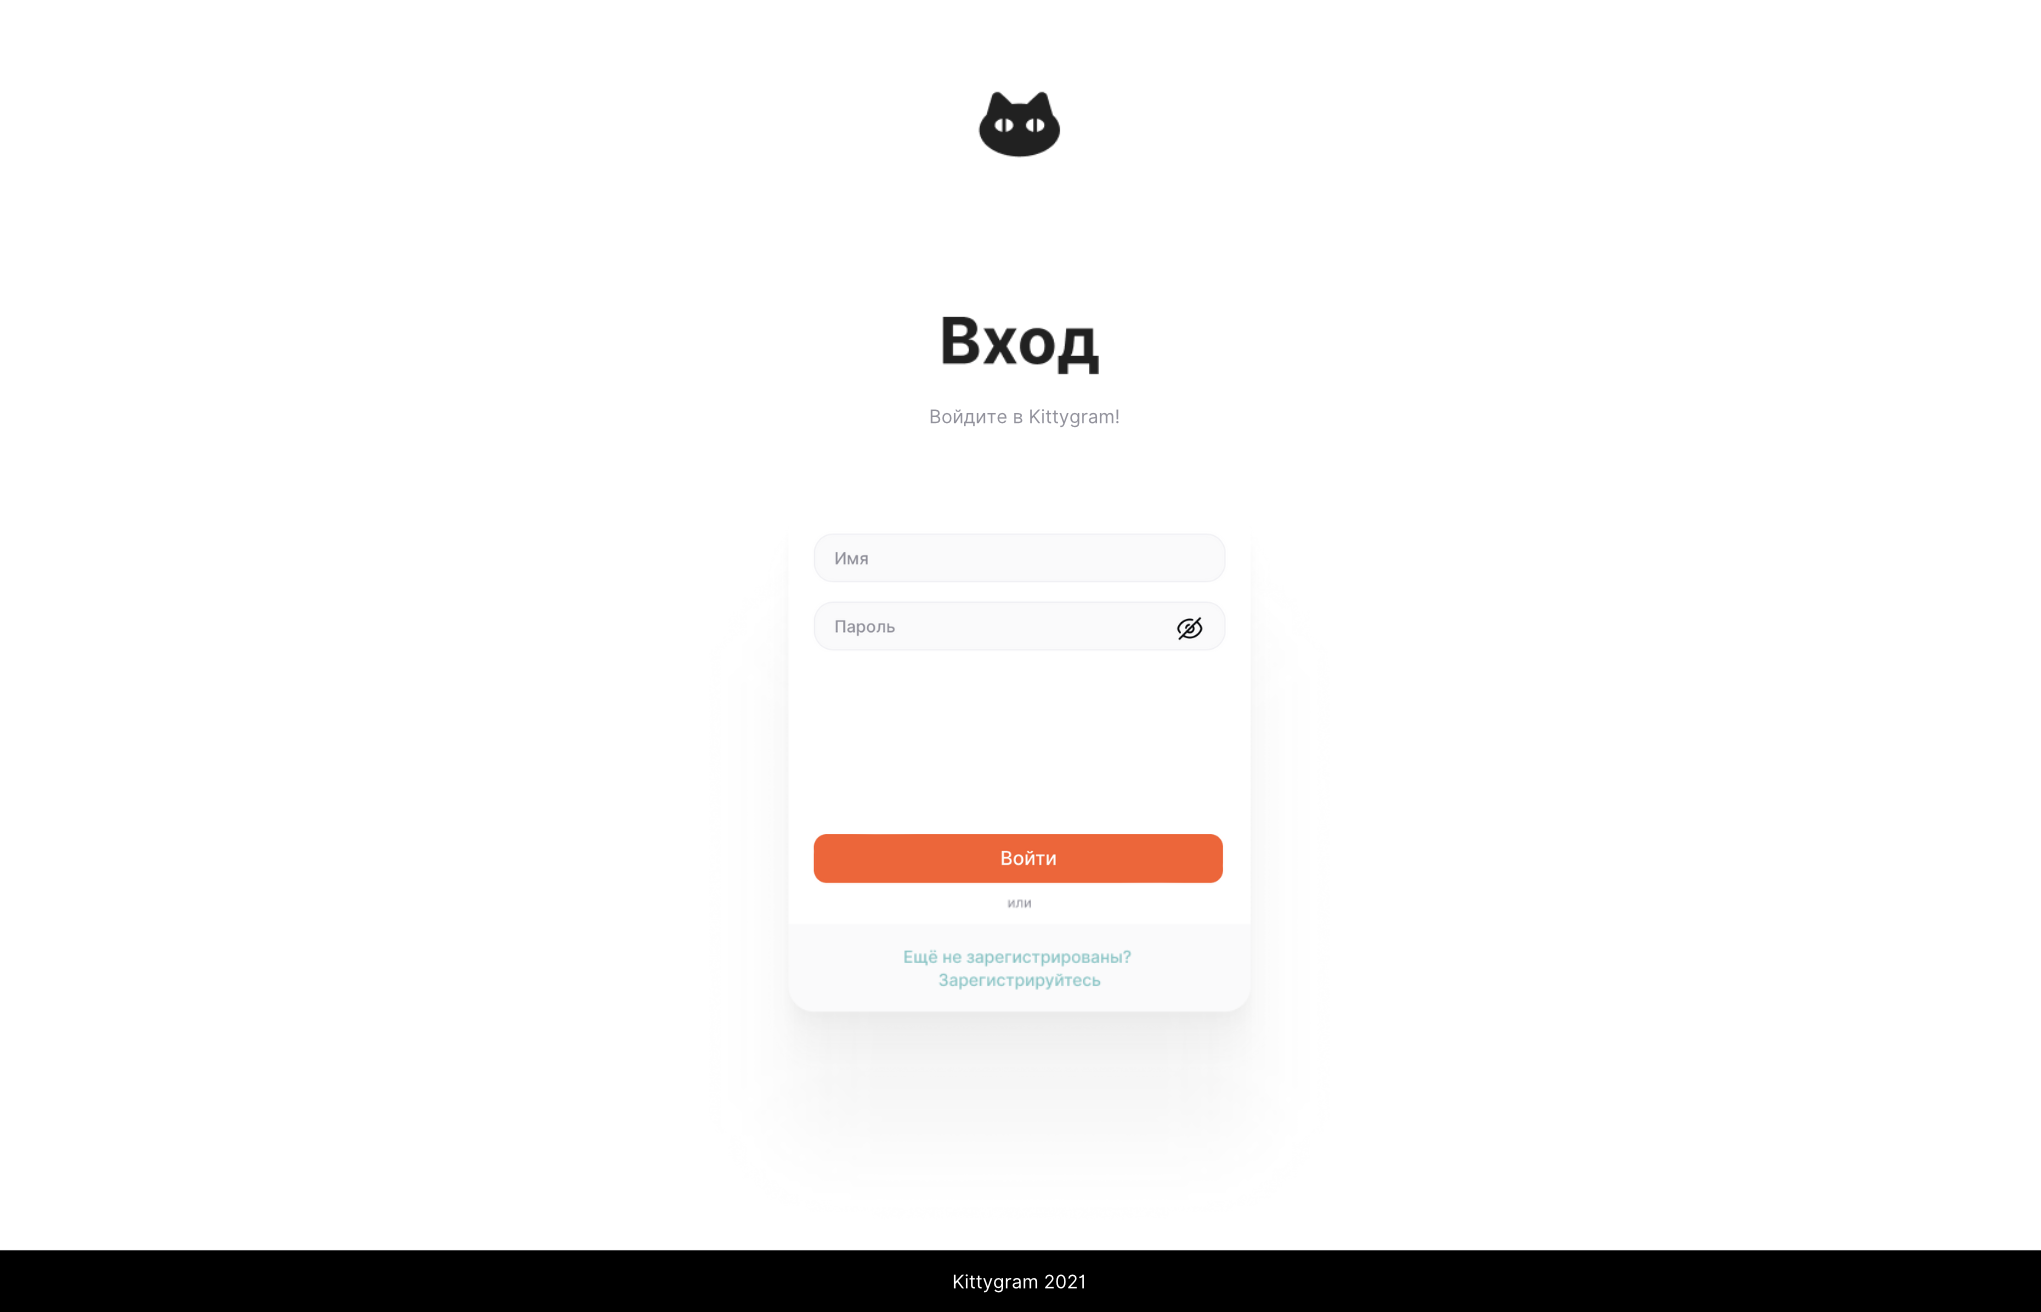 Вход
Войдите в Kittygram!
Имя
Пароль
Войти
или
Ещё не зарегистрированы?
Зарегистрируйтесь
Kittygram 2021